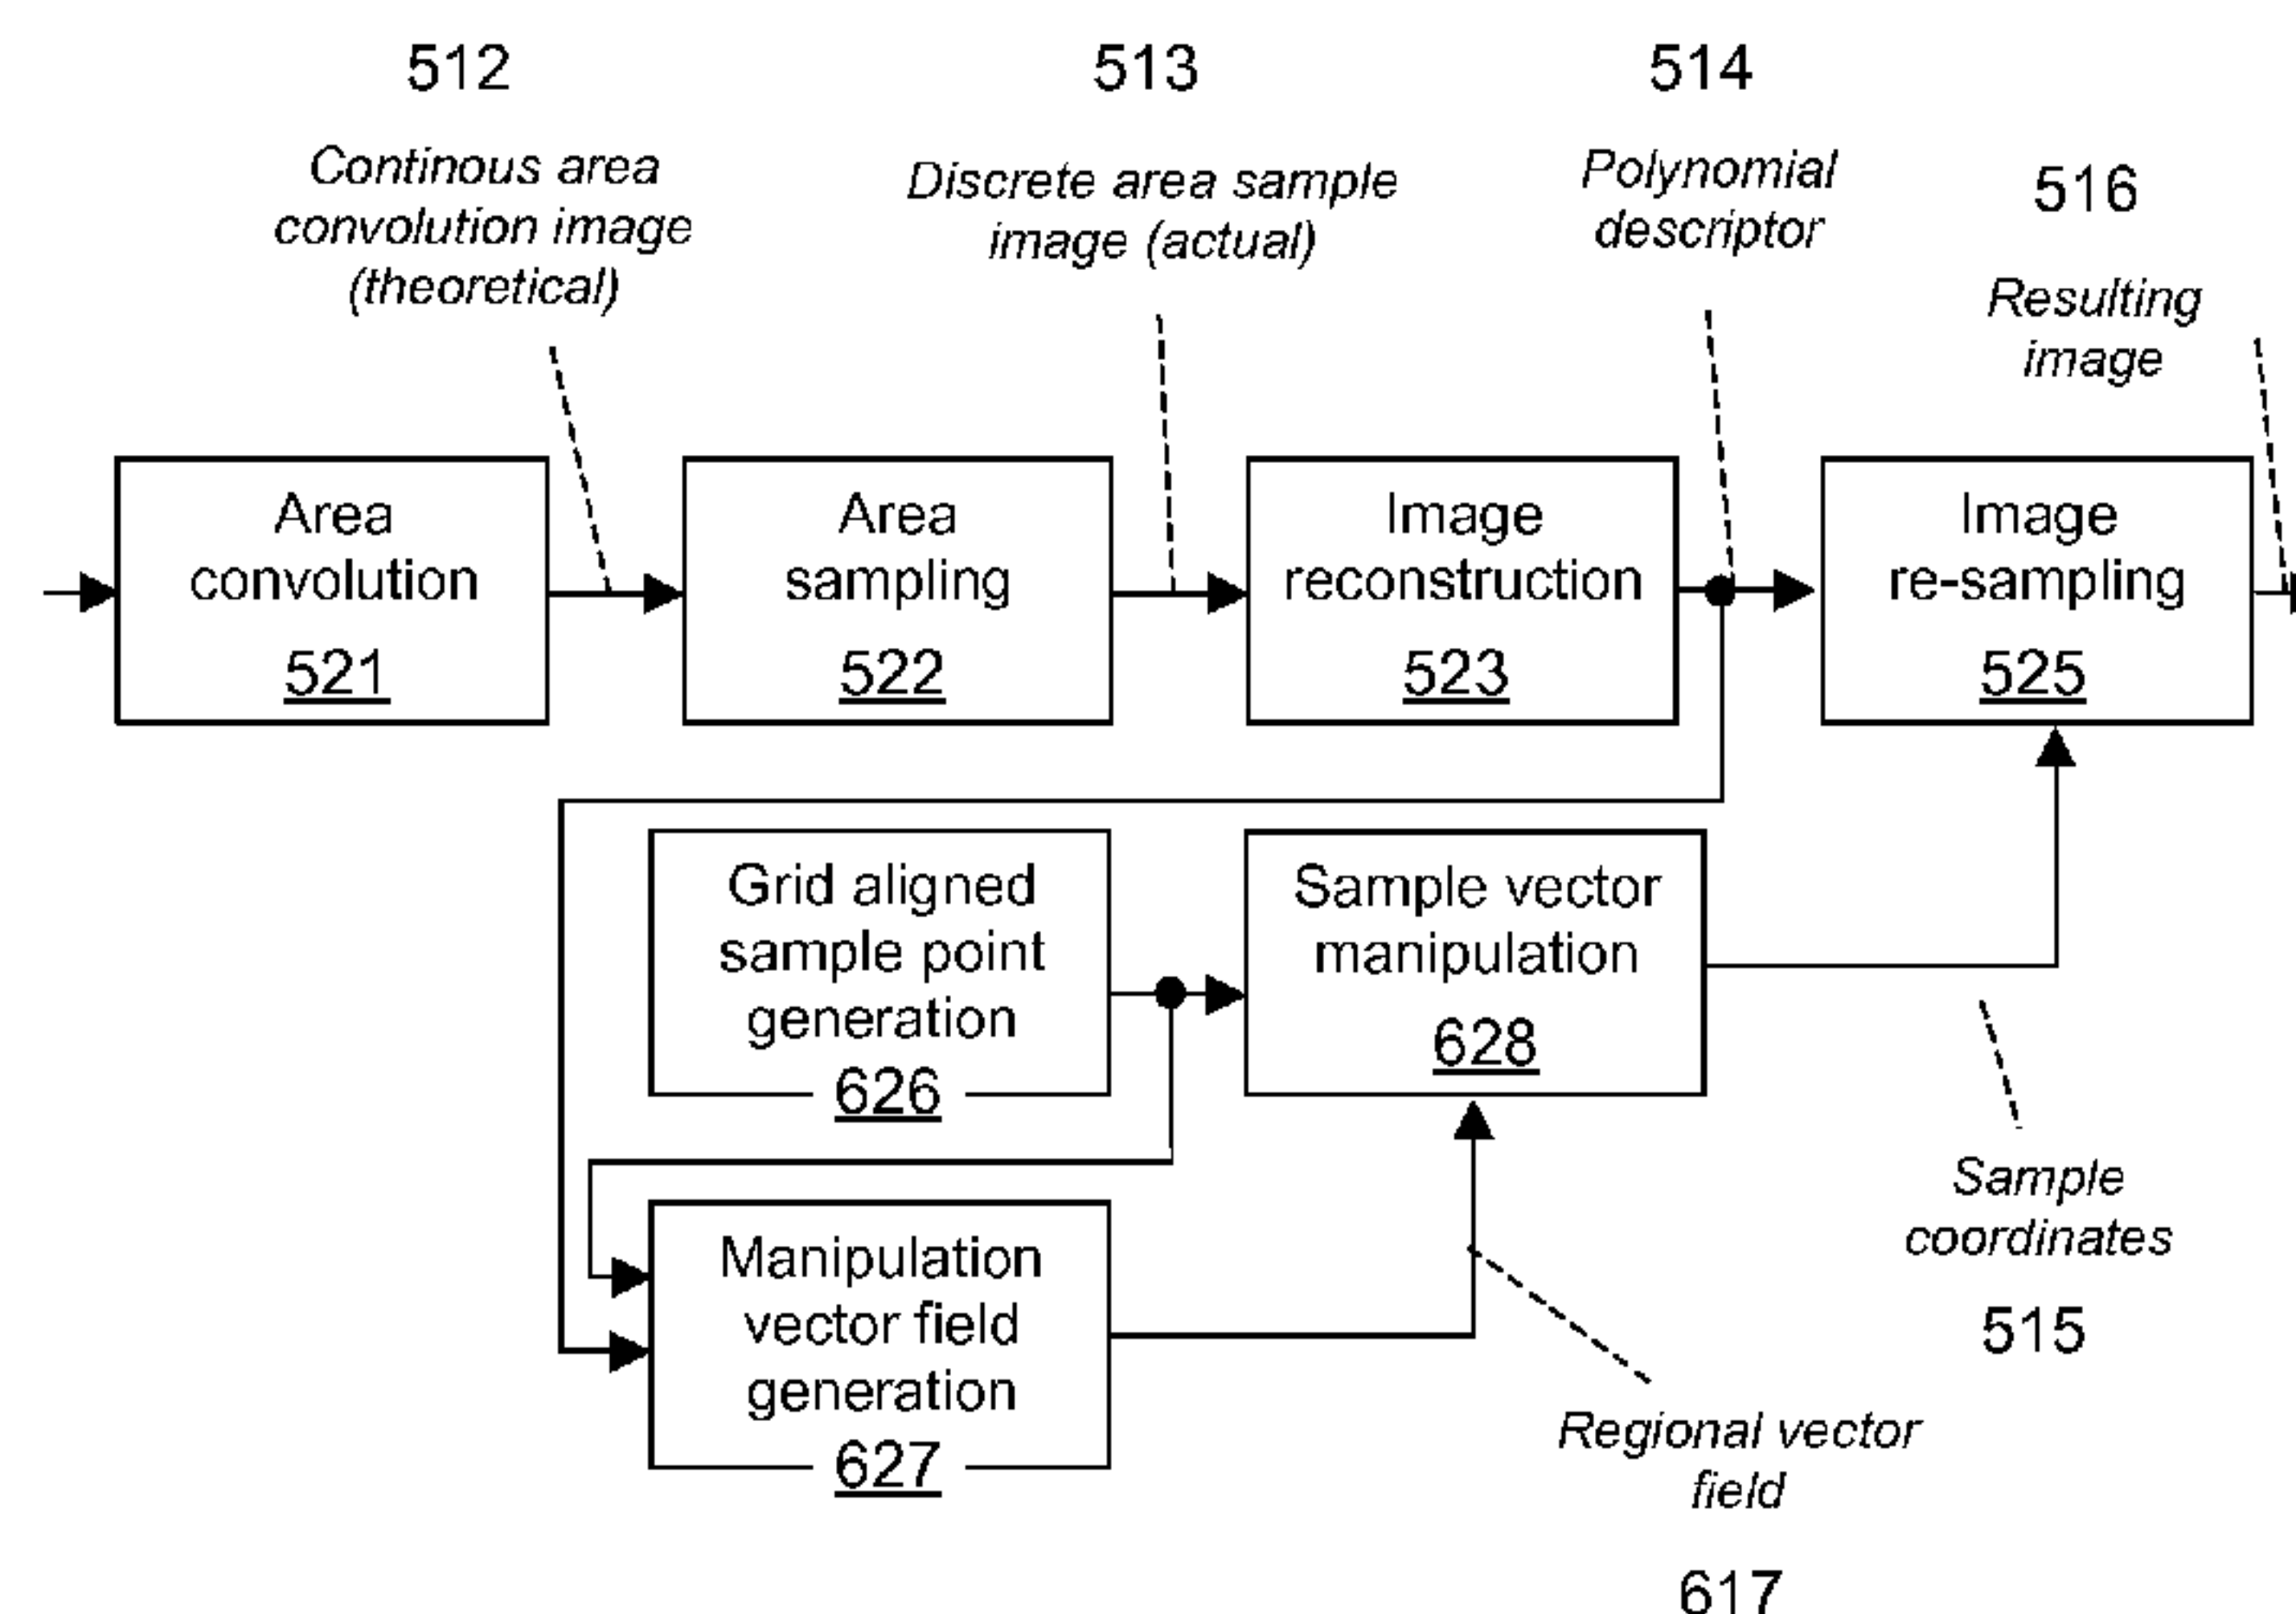 512
Continous area
convolution image
(theoretical)
513
Discrete area sample
image (actual)
514
Polynomial
descriptor
516
Resulting
image
Area
convolution
521
Area
sampling
522
Image
reconstruction
523
Image
re-sampling
525
Grid aligned
sample point
generation
626
Sample vector
manipulation
628
Manipulation
vector field
generation
627
Sample
coordinates
515
Regional vector
field
617